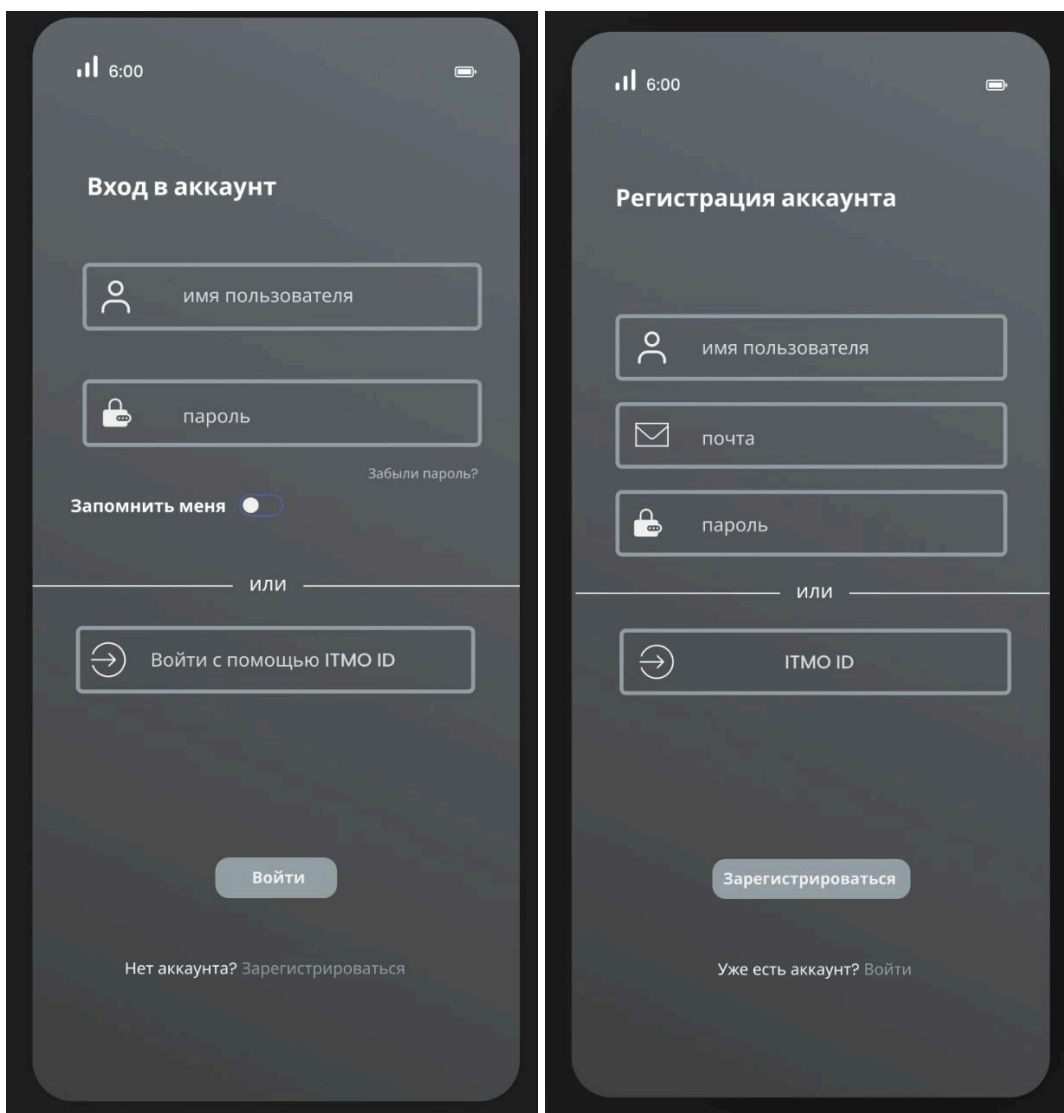 6:00
Вход в аккаунт
имя пользователя
пароль
Забыли пароль?
Запомнить меня
или
Войти с помощью ITMO ID
Войти
Нет аккаунта? Зарегистрироваться
6:00
Регистрация аккаунта
имя пользователя
почта
пароль
или
ITMO ID
Зарегистрироваться
Уже есть аккаунт? Войти